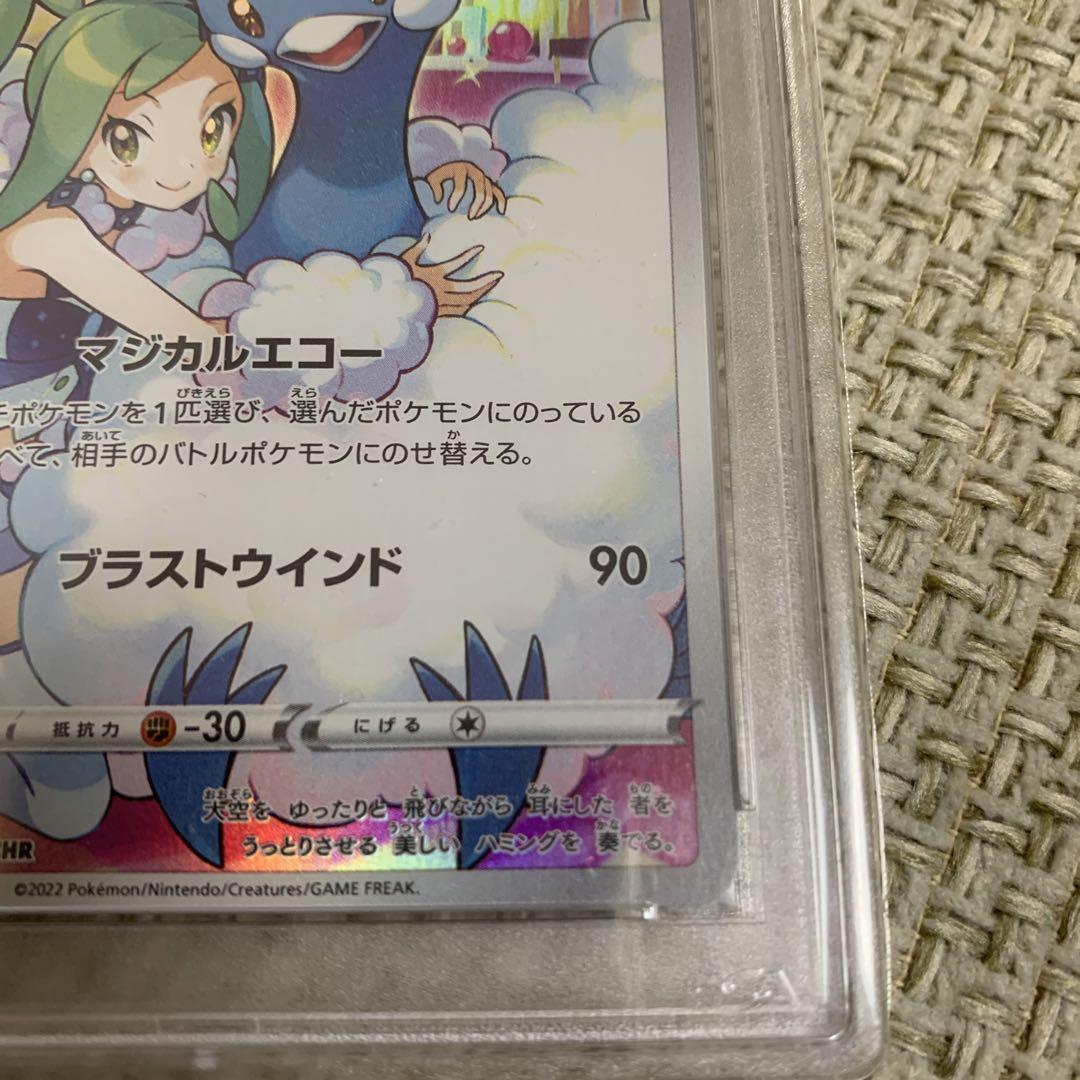 マジカルエコー
ポケモンを1匹選び、選んだポケモンにのっている
べて、相手のバトルポケモンにのせ替える。
ブラストウインド 90
抵抗力 -30 にげる
大空を ゆったりと 飛びながら 耳にした 者を
うっとりさせる 美しい ハミングを 奏でる。
HR
©2022 Pokémon/Nintendo/Creatures/GAME FREAK.